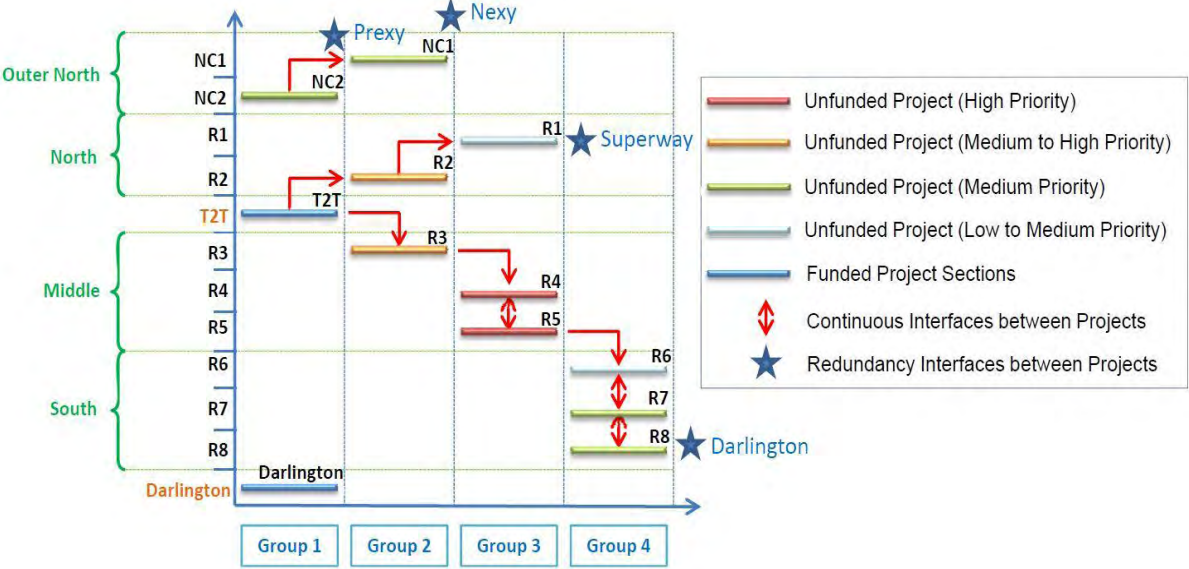 Nexy
Prexy
Outer North
NC1
NC2
NC1
NC2
North
R1
R2
R1
Superway
R2
T2T
T2T
Middle
R3
R4
R5
R3
R4
R5
South
R6
R7
R8
R6
R7
R8
Darlington
Darlington
Darlington
Group 1
Group 2
Group 3
Group 4
Unfunded Project (High Priority)
Unfunded Project (Medium to High Priority)
Unfunded Project (Medium Priority)
Unfunded Project (Low to Medium Priority)
Funded Project Sections
Continuous Interfaces between Projects
Redundancy Interfaces between Projects